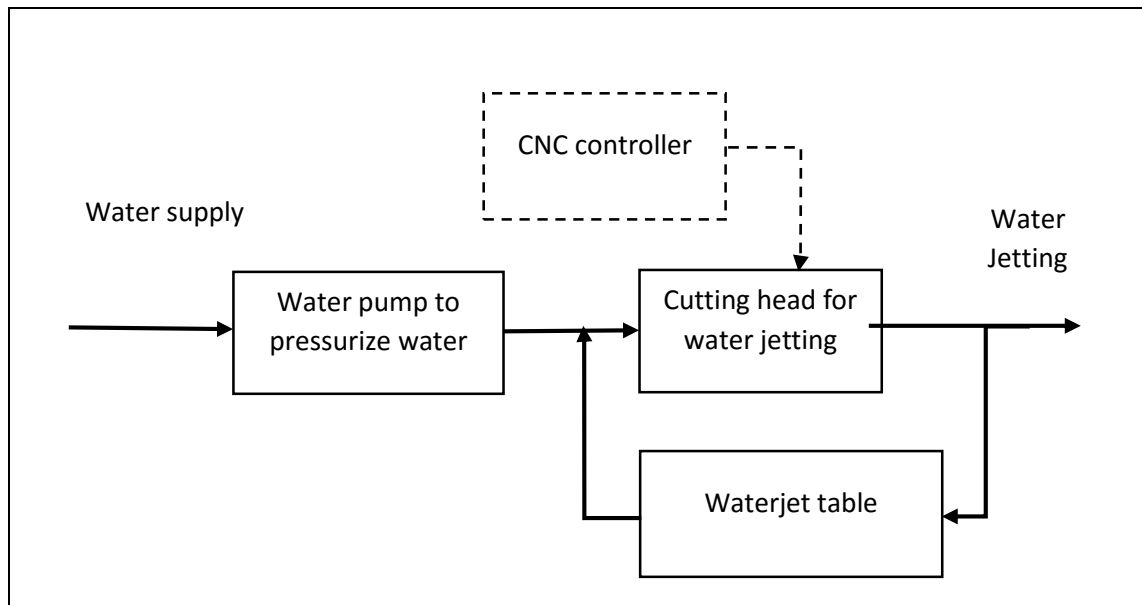 CNC controller
Water supply
Water
Jetting
Water pump to
pressurize water
Cutting head for
water jetting
Waterjet table